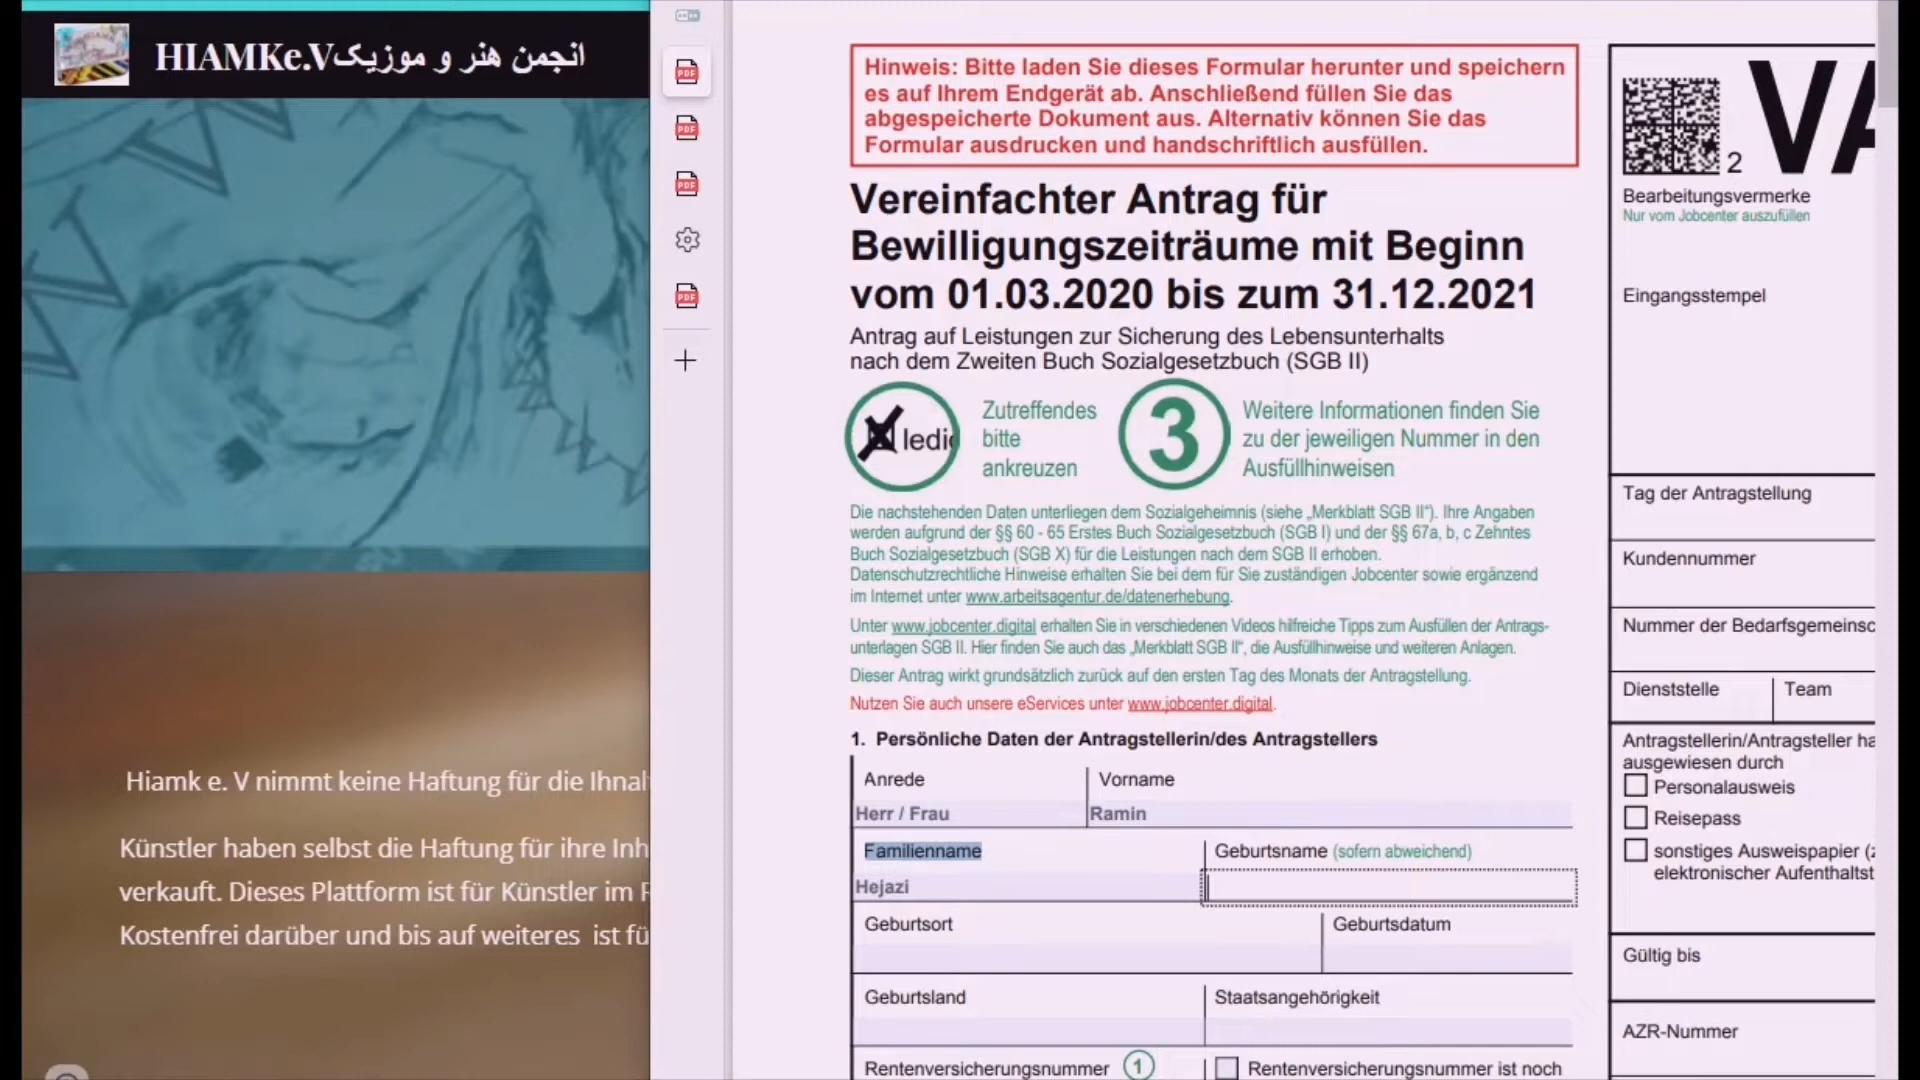 HIAMKe.Vانجمن هنر و موزیک
Hiamk e. V nimmt keine Haftung für die Ihnal
Künstler haben selbst die Haftung für ihre Inh
verkauft. Dieses Plattform ist für Künstler im
Kostenfrei darüber und bis auf weiteres ist fü
PDF
PDF
PDF
PDF
Hinweis: Bitte laden Sie dieses Formular herunter und speichern
es auf Ihrem Endgerät ab. Anschließend füllen Sie das
abgespeicherte Dokument aus. Alternativ können Sie das
Formular ausdrucken und handschriftlich ausfüllen.
Vereinfachter Antrag für
Bewilligungszeiträume mit Beginn
vom 01.03.2020 bis zum 31.12.2021
Antrag auf Leistungen zur Sicherung des Lebensunterhalts
nach dem Zweiten Buch Sozialgesetzbuch (SGB II)
ledi
Zutreffendes
bitte
ankreuzen
3
Weitere Informationen finden Sie
zu der jeweiligen Nummer in den
Ausfüllhinweisen
Die nachstehenden Daten unterliegen dem Sozialgeheimnis (siehe „Merkblatt SGB II“). Ihre Angaben
werden aufgrund der §§ 60 - 65 Erstes Buch Sozialgesetzbuch (SGB I) und der §§ 67a, b, c Zehntes
Buch Sozialgesetzbuch (SGB X) für die Leistungen nach dem SGB II erhoben.
Datenschutzrechtliche Hinweise erhalten Sie bei dem für Sie zuständigen Jobcenter sowie ergänzend
im Internet unter www.arbeitsagentur.de/datenerhebung.
Unter www.jobcenter.digital erhalten Sie in verschiedenen Videos hilfreiche Tipps zum Ausfüllen der Antrags-
unterlagen SGB II. Hier finden Sie auch das „Merkblatt SGB II“, die Ausfüllhinweise und weiteren Anlagen.
Dieser Antrag wirkt grundsätzlich zurück auf den ersten Tag des Monats der Antragstellung.
Nutzen Sie auch unsere eServices unter www.jobcenter.digital.
1. Persönliche Daten der Antragstellerin/des Antragstellers
Anrede Vorname
Herr / Frau Ramin
Familienname Geburtsname (sofern abweichend)
Hejazi
Geburtsort Geburtsdatum
Geburtsland Staatsangehörigkeit
Rentenversicherungsnummer 1 Rentenversicherungsnummer ist noch
2 VA
Bearbeitungsvermerke
Nur vom Jobcenter auszufüllen
Eingangsstempel
Tag der Antragstellung
Kundennummer
Nummer der Bedarfsgemeinsc
Dienststelle Team
Antragstellerin/Antragsteller ha
ausgewiesen durch
Personalausweis
Reisepass
sonstiges Ausweispapier (z
elektronischer Aufenthaltst
Gültig bis
AZR-Nummer